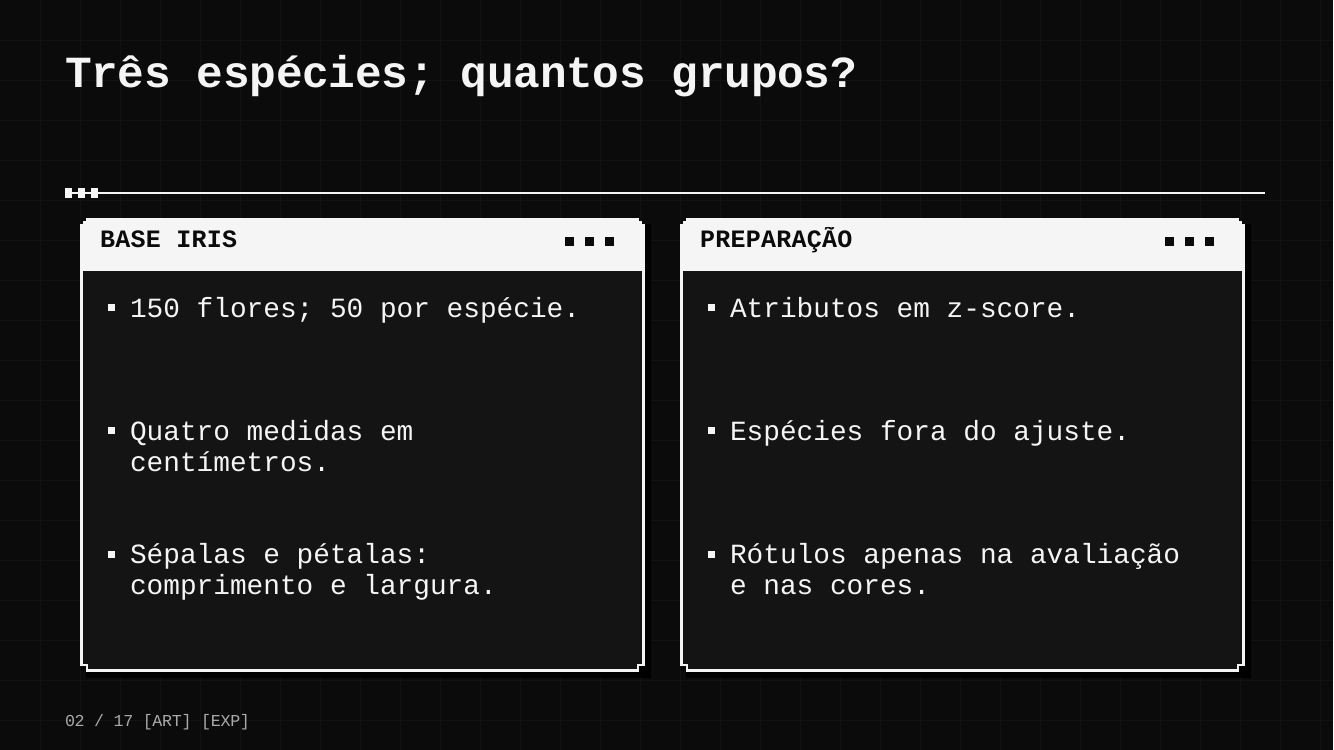 Três espécies; quantos grupos?
BASE IRIS
150 flores; 50 por espécie.
Quatro medidas em
centímetros.
Sépalas e pétalas:
comprimento e largura.
PREPARAÇÃO
Atributos em z-score.
Espécies fora do ajuste.
Rótulos apenas na avaliação
e nas cores.
02 / 17 [ART] [EXP]